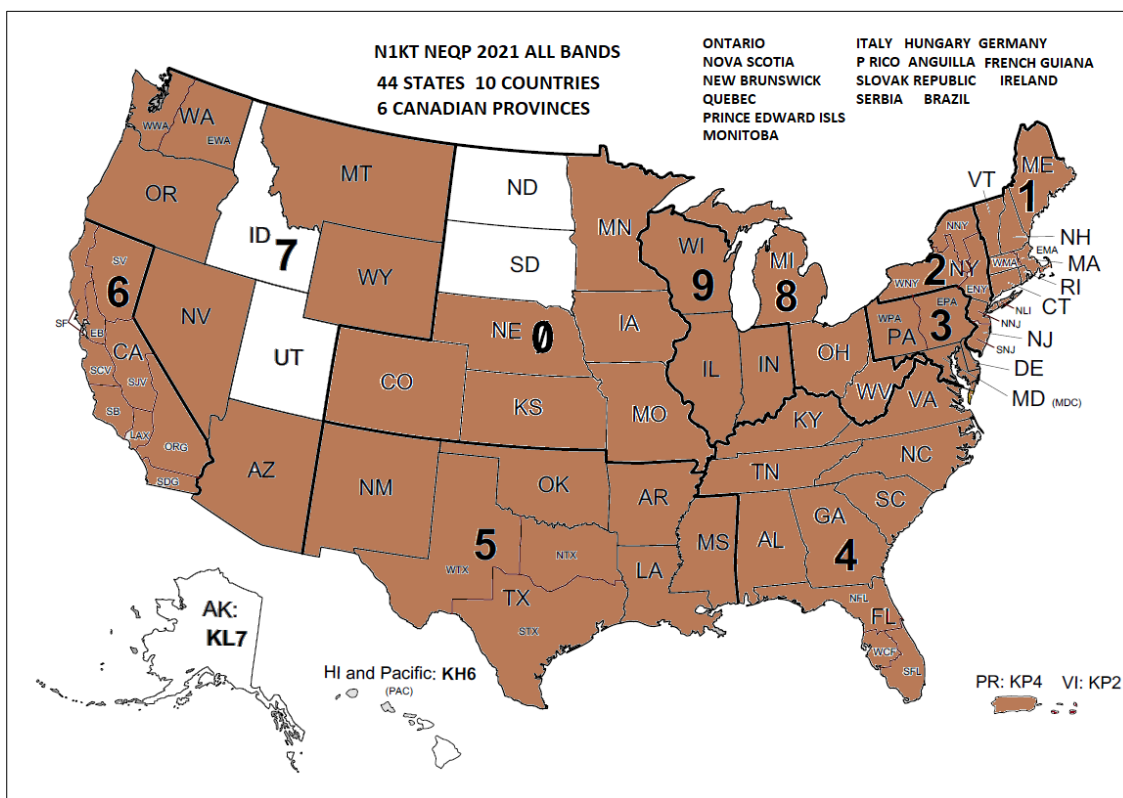 N1KT NEQP 2021 ALL BANDS
44 STATES 10 COUNTRIES
6 CANADIAN PROVINCES
ONTARIO
NOVA SCOTIA
NEW BRUNSWICK
QUEBEC
PRINCE EDWARD ISLS
MONITOBA
ITALY HUNGARY GERMANY
P RICO ANGUILLA FRENCH GUIANA
SLOVAK REPUBLIC IRELAND
SERBIA BRAZIL
WWA
WA
EWA
OR
MT
ID
7
WY
ND
SD
NE
0
MN
IA
WI
9
MI
8
VT
ME
1
NH
EMA
MA
WMA
RI
CT
NNY
2
NY
WNY
ENY
NLI
NNJ
NJ
SNJ
DE
MD (MDC)
EPA
WPA
PA
3
SV
6
SF
EB
CA
SCV
SJV
SB
LAX
ORG
SDG
NV
UT
CO
KS
MO
IL
IN
OH
WV
VA
KY
AZ
NM
OK
AR
TN
NC
SC
5
WTX
NTX
TX
STX
LA
MS
AL
GA
4
NFL
FL
WCF
SFL
AK:
KL7
HI and Pacific: KH6
(PAC)
PR: KP4 VI: KP2